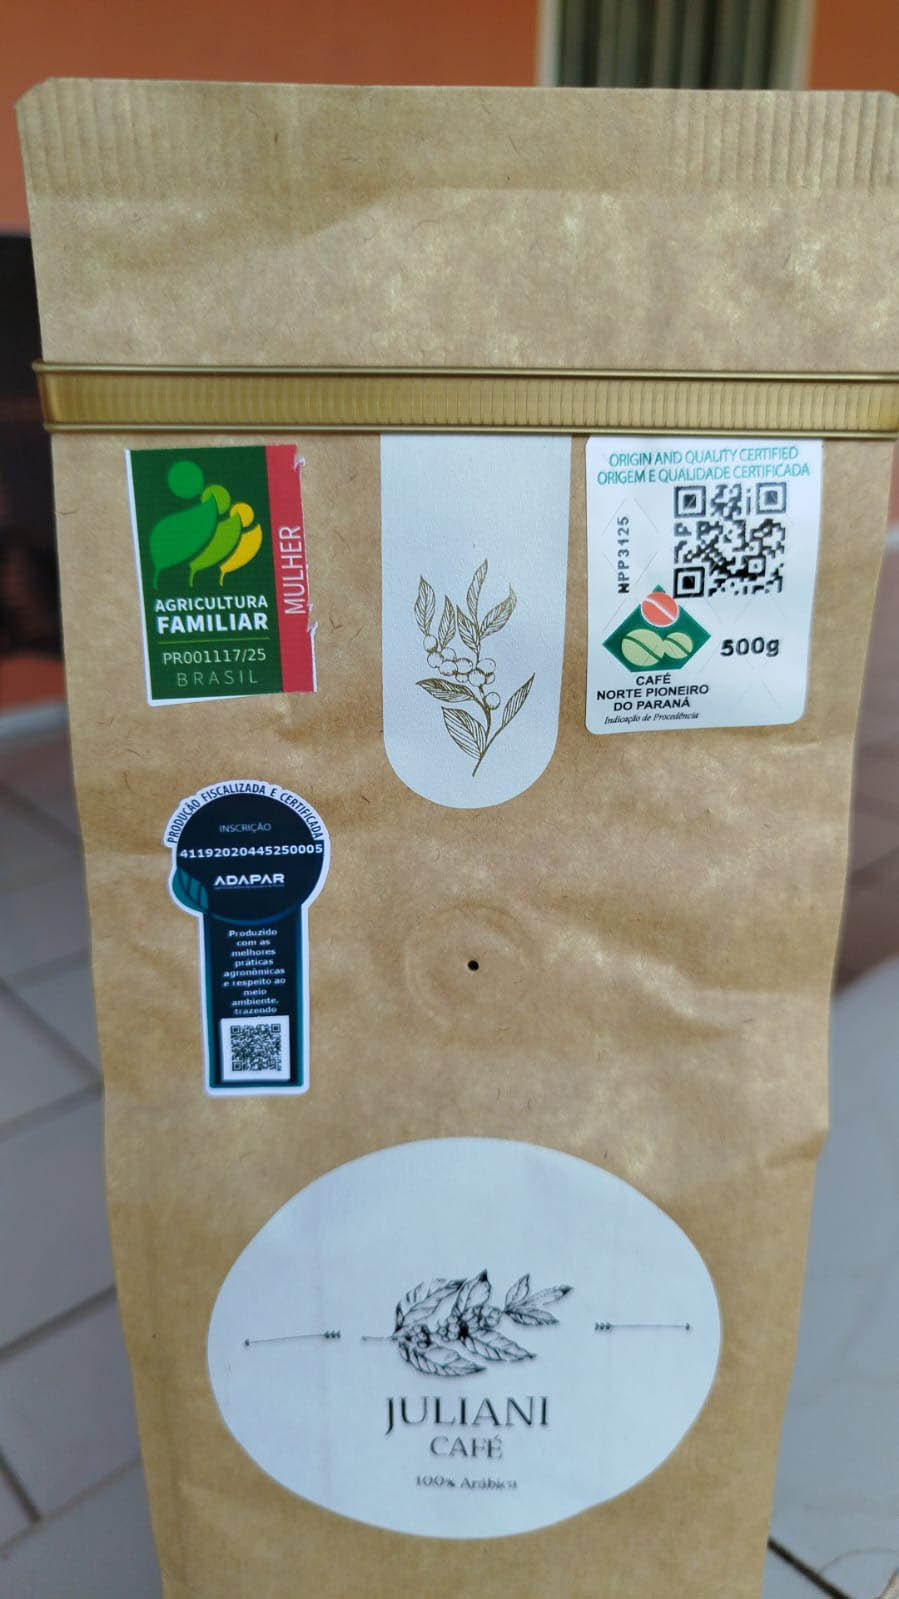 AGRICULTURA
FAMILIAR
PR001117/25
BRASIL
MULHER
ORIGIN AND QUALITY CERTIFIED
ORIGEM E QUALIDADE CERTIFICADA
NPP3125
500g
CAFÉ
NORTE PIONEIRO
DO PARANÁ
Indicação de Procedência
PRODUÇÃO FISCALIZADA E CERTIFICADA
INSCRIÇÃO
41192020445250005
ADAPAR
Produzido
com as
melhores
práticas
agronômicas
e respeito ao
meio
ambiente,
trazendo
JULIANI
CAFÉ
100% Arábica